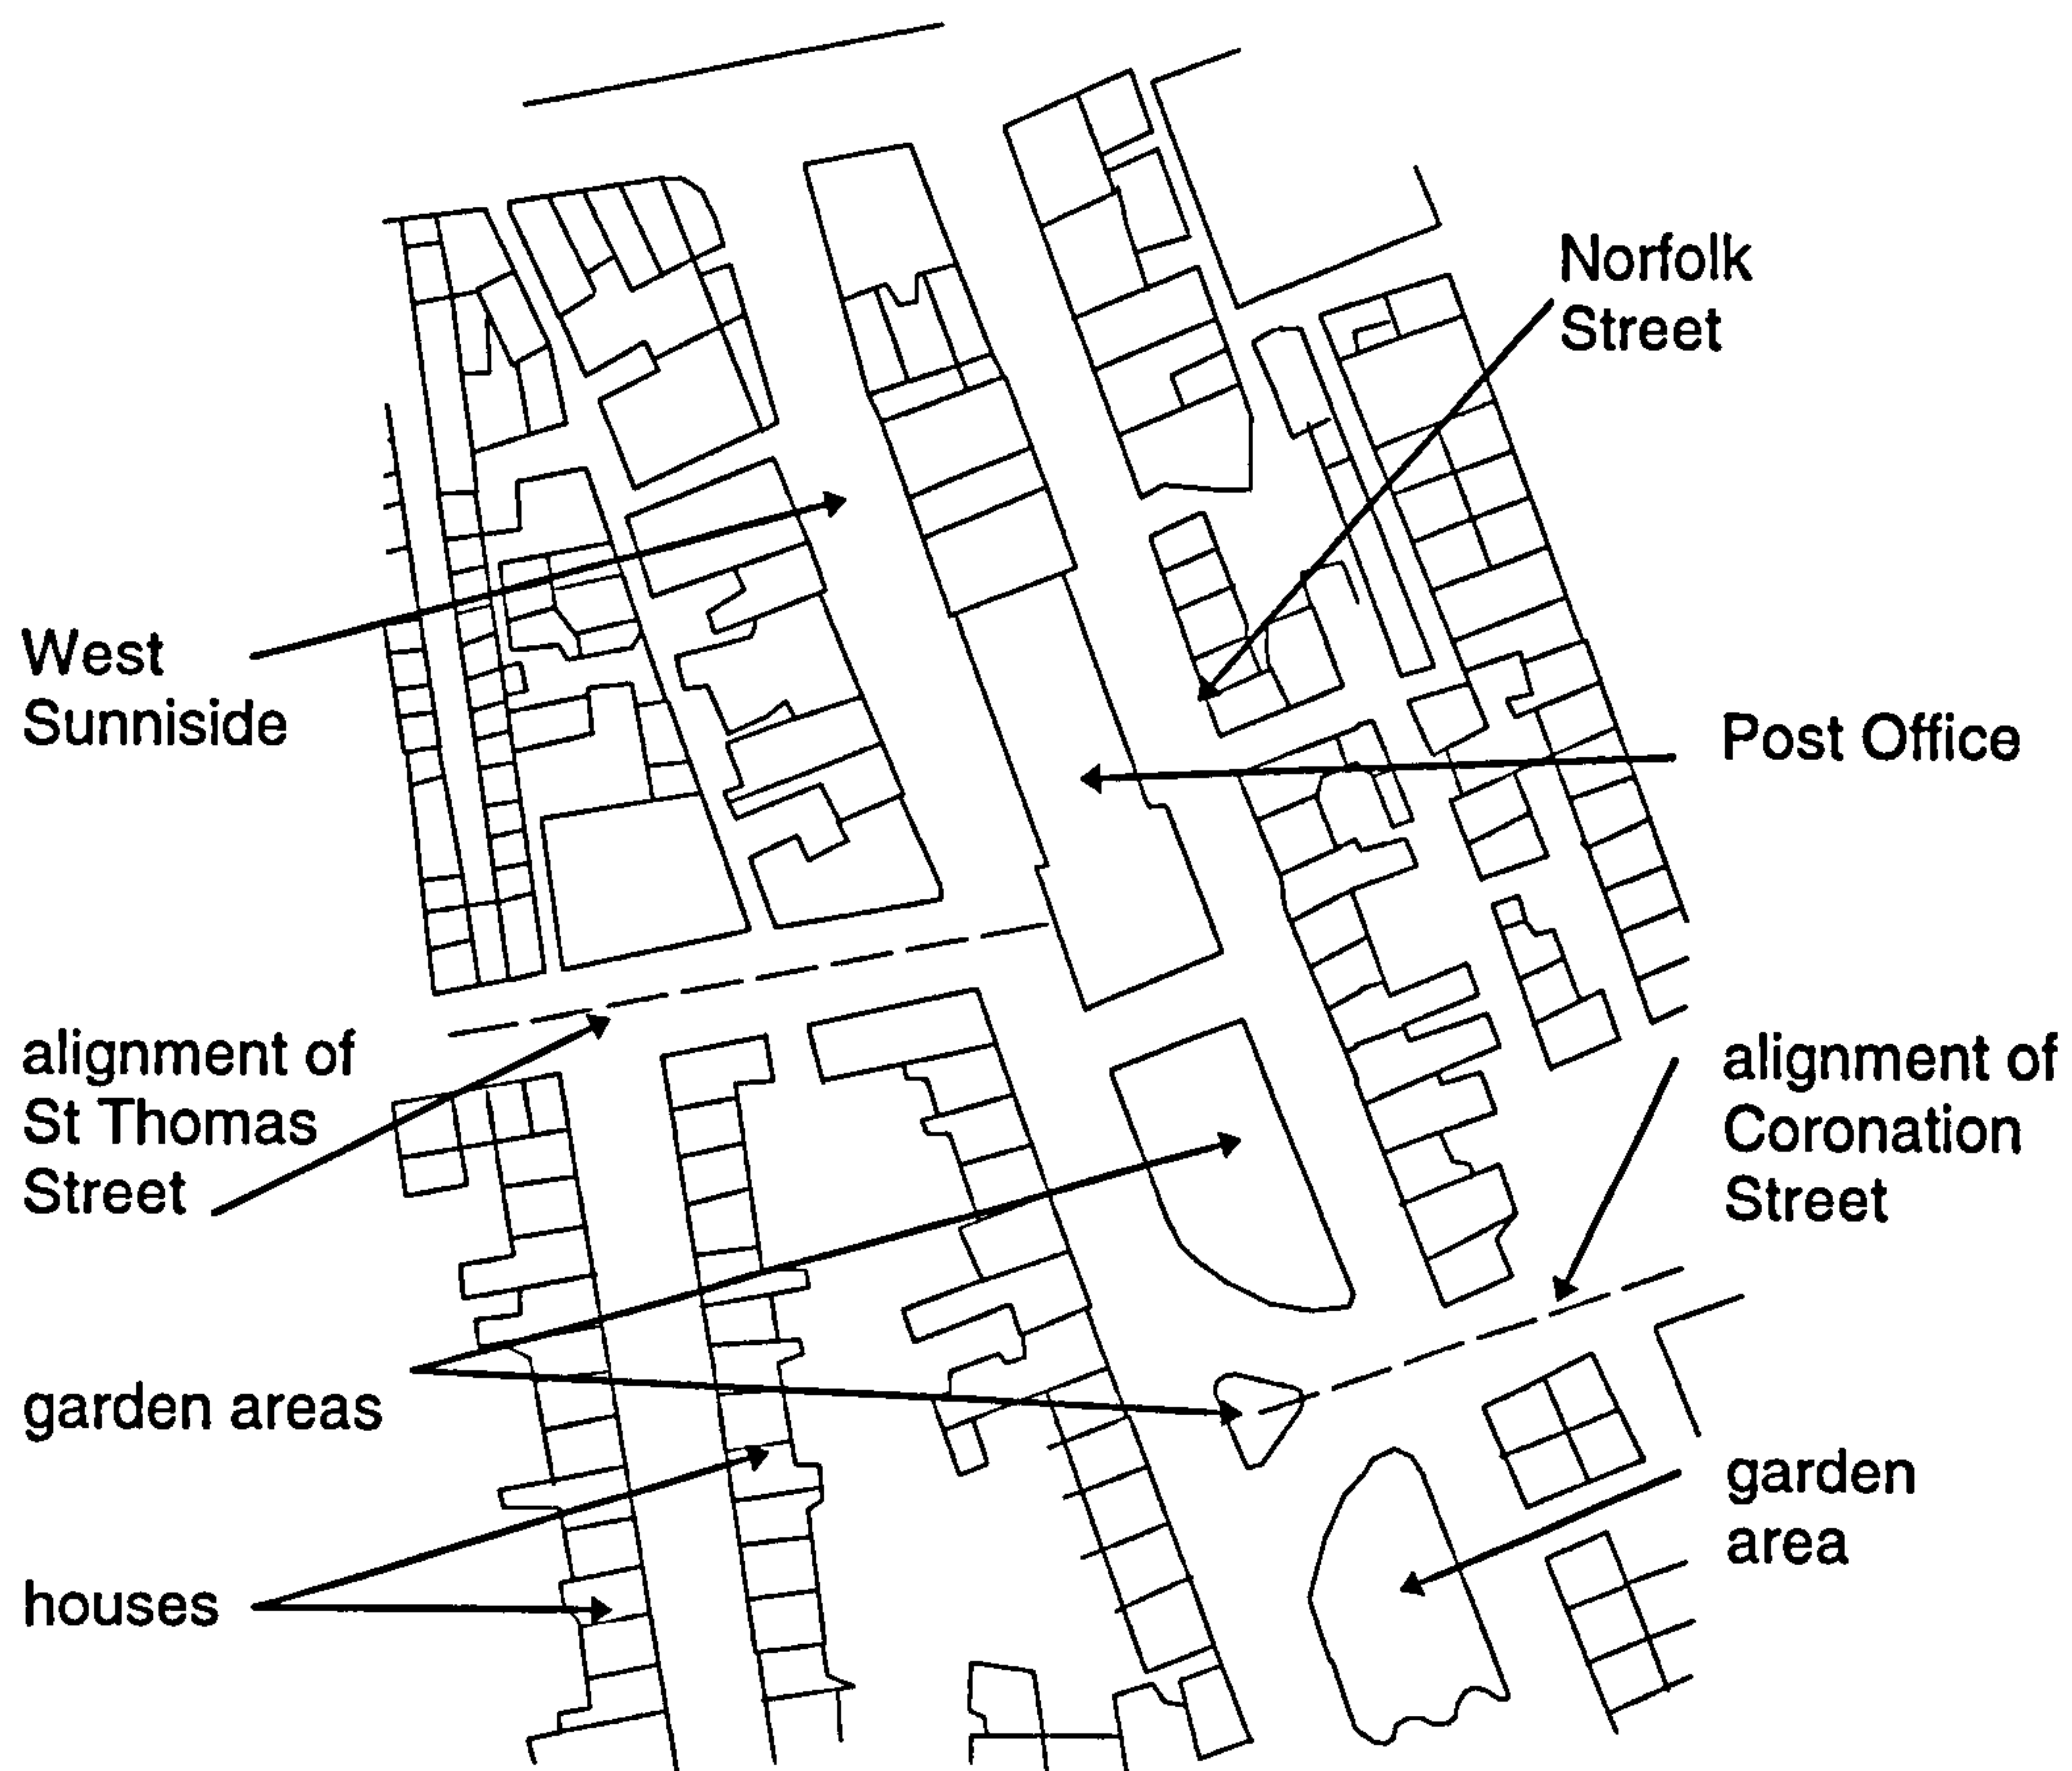 Norfolk
Street
West
Sunniside
Post Office
alignment of
St Thomas
Street
alignment of
Coronation
Street
garden areas
garden
area
houses